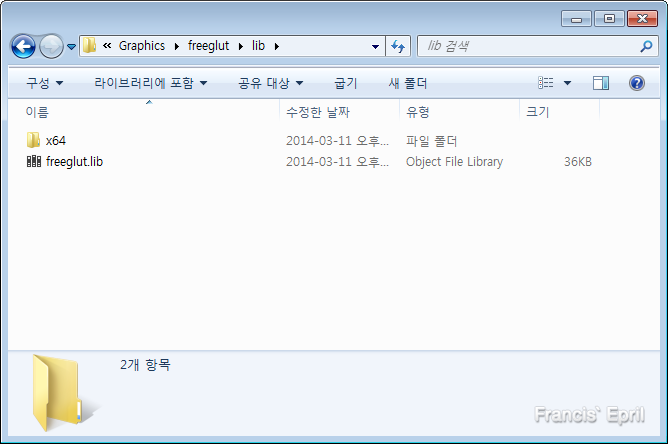 « Graphics ▸ freeglut ▸ lib ▸ lib 검색
구성 라이브러리에 포함 공유 대상 굽기 새 폴더
이름 수정한 날짜 유형 크기
x64 2014-03-11 오후... 파일 폴더
freeglut.lib 2014-03-11 오후... Object File Library 36KB
2개 항목
Francis` Epril